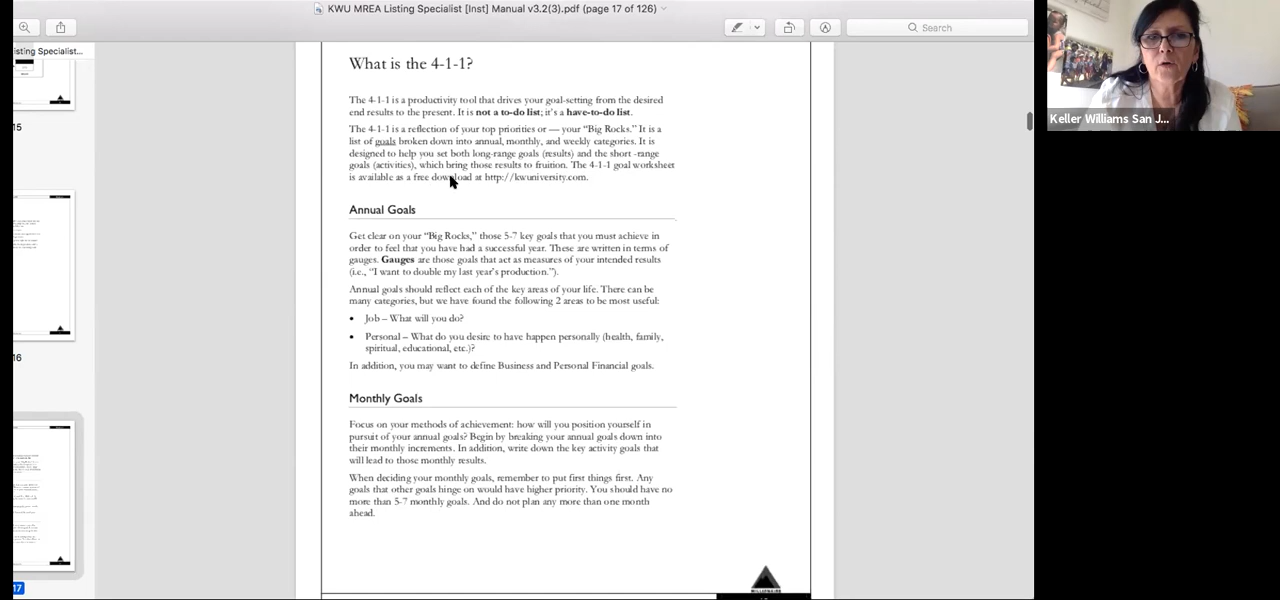 KWU MREA Listing Specialist [Inst] Manual v3.2(3).pdf (page 17 of 126)
Search
isting Specialist...
15
16
17
What is the 4-1-1?
The 4-1-1 is a productivity tool that drives your goal-setting from the desired
end results to the present. It is not a to-do list; it's a have-to-do list.
The 4-1-1 is a reflection of your top priorities or — your "Big Rocks." It is a
list of goals broken down into annual, monthly, and weekly categories. It is
designed to help you set both long-range goals (results) and the short -range
goals (activities), which bring those results to fruition. The 4-1-1 goal worksheet
is available as a free download at http://kwuniversity.com.
Annual Goals
Get clear on your "Big Rocks," those 5-7 key goals that you must achieve in
order to feel that you have had a successful year. These are written in terms of
gauges. Gauges are those goals that act as measures of your intended results
(i.e., "I want to double my last year's production.").
Annual goals should reflect each of the key areas of your life. There can be
many categories, but we have found the following 2 areas to be most useful:
• Job – What will you do?
• Personal – What do you desire to have happen personally (health, family,
spiritual, educational, etc.)?
In addition, you may want to define Business and Personal Financial goals.
Monthly Goals
Focus on your methods of achievement: how will you position yourself in
pursuit of your annual goals? Begin by breaking your annual goals down into
their monthly increments. In addition, write down the key activity goals that
will lead to those monthly results.
When deciding your monthly goals, remember to put first things first. Any
goals that other goals hinge on would have higher priority. You should have no
more than 5-7 monthly goals. And do not plan any more than one month
ahead.
MILLIONAIRE
Keller Williams San J...